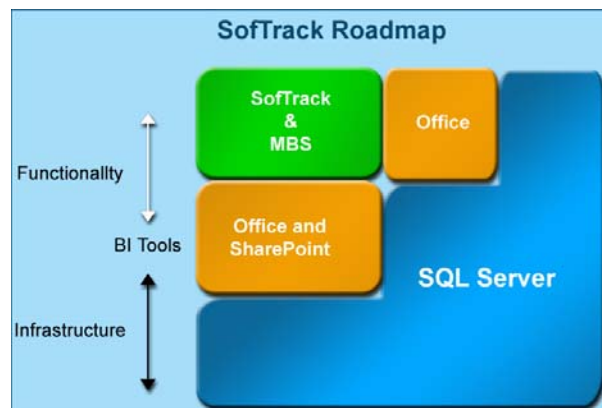 SofTrack Roadmap
SofTrack
&
MBS
Office
Functionallty
Office and
SharePoint
BI Tools
SQL Server
Infrastructure